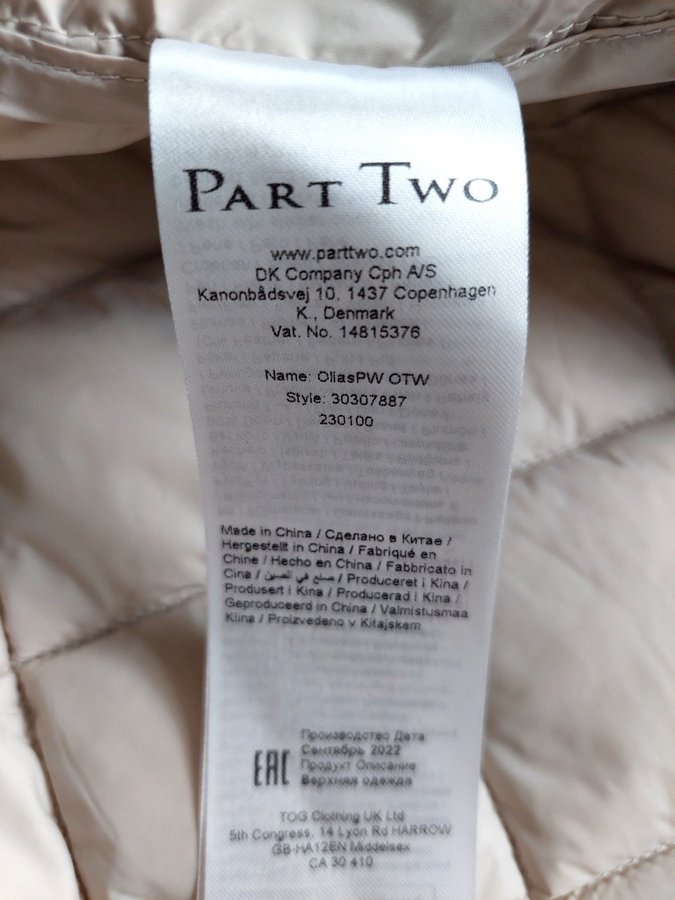 PART TWO
www.parttwo.com
DK Company Cph A/S
Kanonbådsvej 10, 1437 Copenhagen
K., Denmark
Vat. No. 14815376
Name: OliasPW OTW
Style: 30307887
230100
Made in China / Сделано в Китае /
Hergestellt in China / Fabriqué en
Chine / Hecho en China / Fabbricato in
Cina / صنع في الصين / Produceret i Kina /
Produsert i Kina / Producerad i Kina /
Geproduceerd in China / Valmistusmaa
Kiina / Proizvedeno v Kitajskem
Производство Дата:
Сентябрь 2022
EAC
Продукт Описание:
Верхняя одежда
TOG Clothing UK Ltd
5th Congress, 14 Lyon Rd HARROW
GB-HA12EN Middelsex
CA 30 410